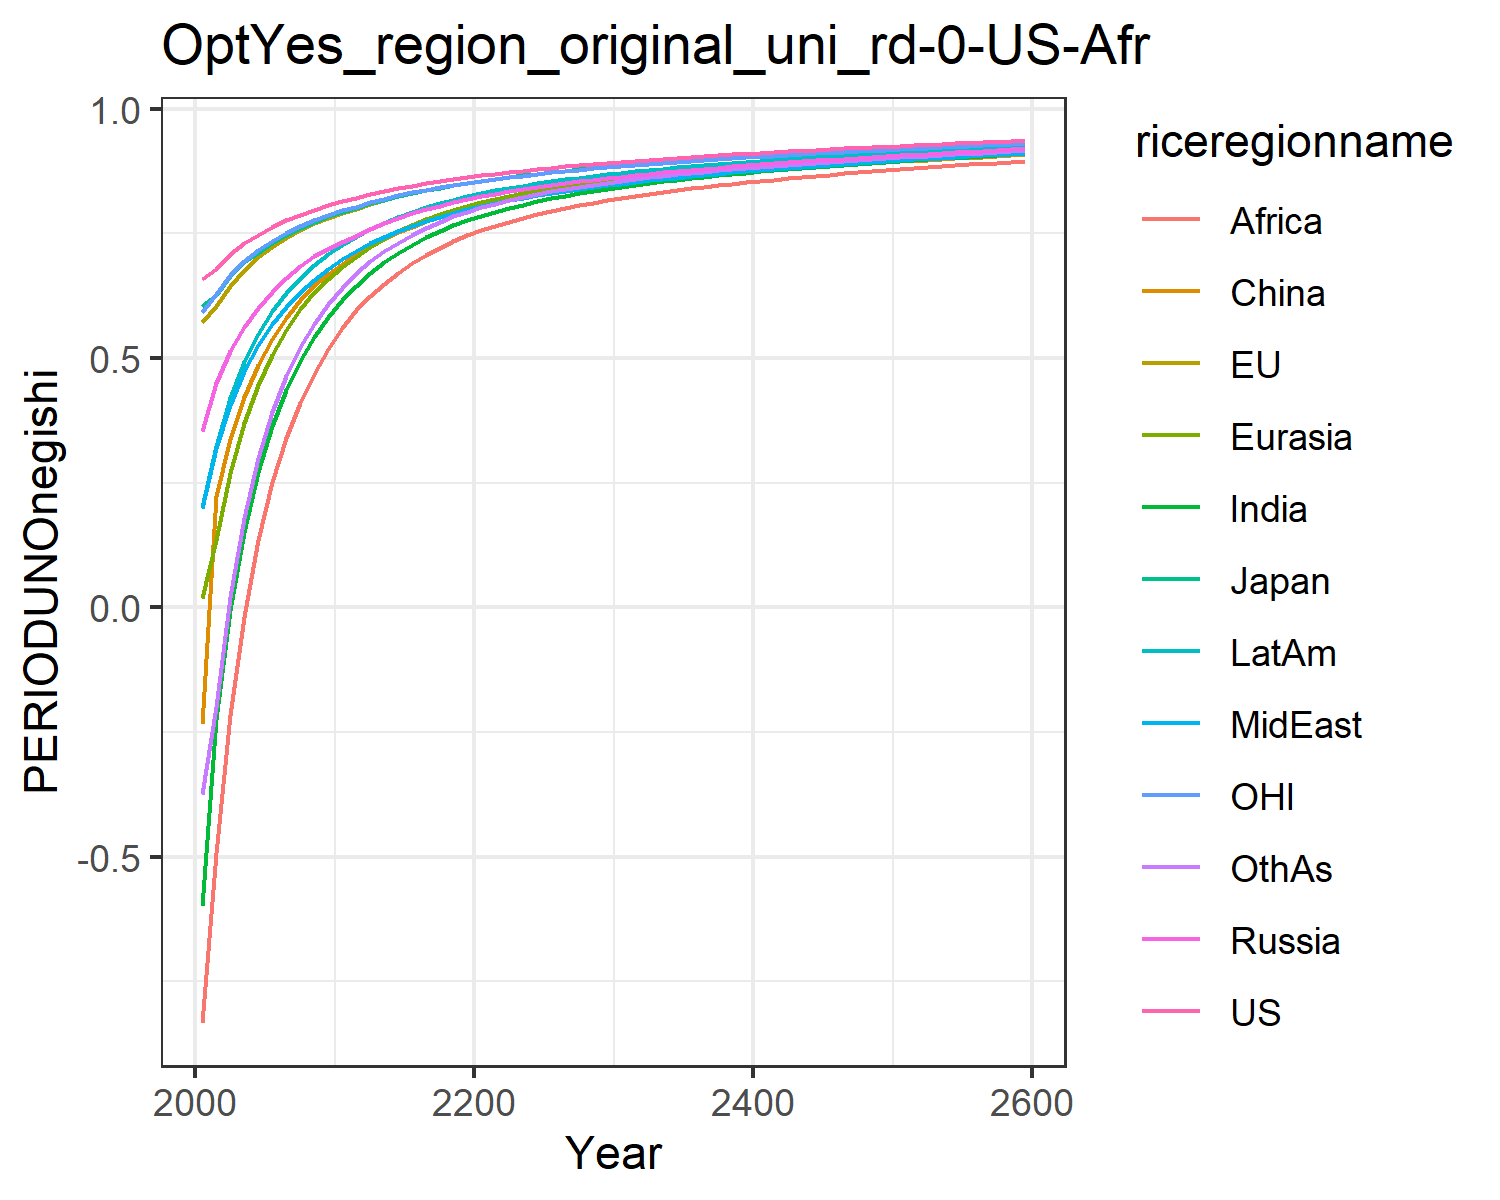 OptYes_region_original_uni_rd-0-US-Afr
1.0
0.5
0.0
-0.5
PERIODUNOnegishi
2000
2200
2400
2600
Year
riceregionname
Africa
China
EU
Eurasia
India
Japan
LatAm
MidEast
OHI
OthAs
Russia
US